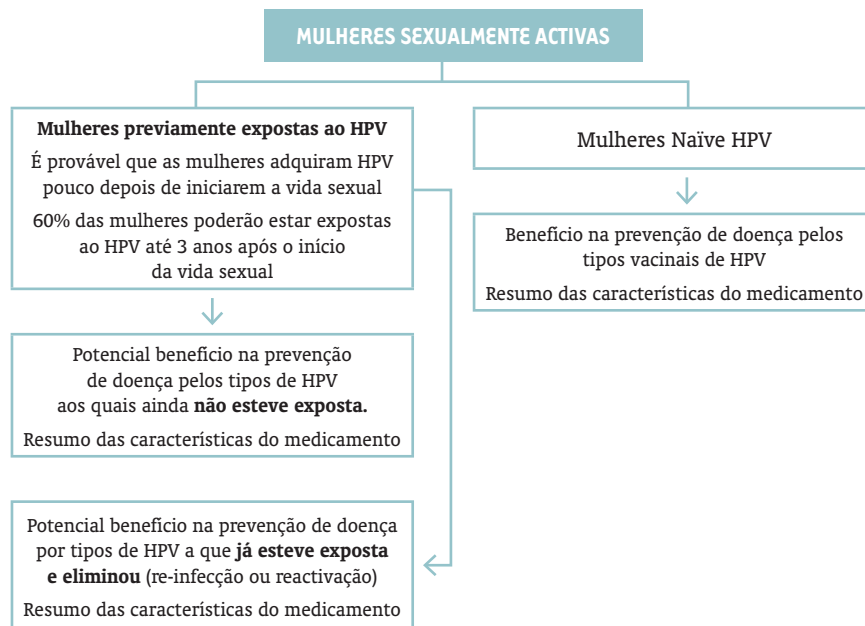 MULHERES SEXUALMENTE ACTIVAS
Mulheres previamente expostas ao HPV
É provável que as mulheres adquiram HPV
pouco depois de iniciarem a vida sexual
60% das mulheres poderão estar expostas
ao HPV até 3 anos após o início
da vida sexual
Potencial benefício na prevenção
de doença pelos tipos de HPV
aos quais ainda não esteve exposta.
Resumo das características do medicamento
Potencial benefício na prevenção de doença
por tipos de HPV a que já esteve exposta
e eliminou (re-infecção ou reactivação)
Resumo das características do medicamento
Mulheres Naïve HPV
Benefício na prevenção de doença pelos
tipos vacinais de HPV
Resumo das características do medicamento